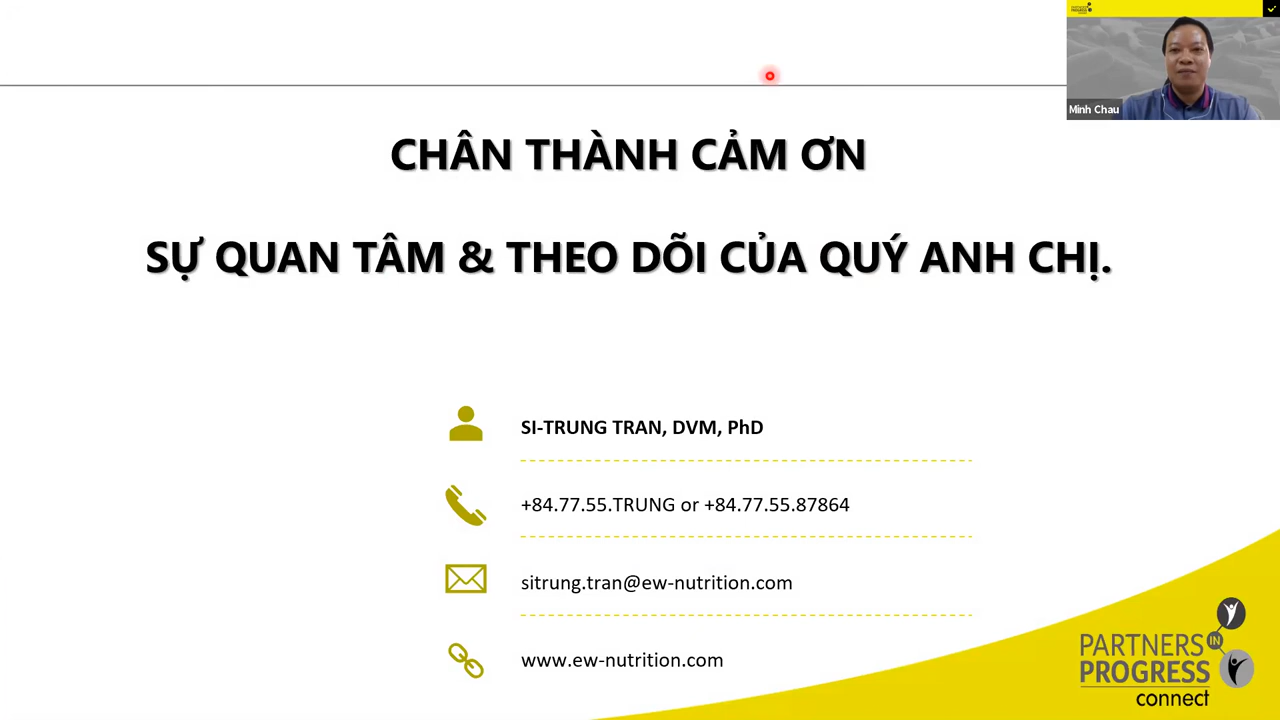 Minh Chau
CHÂN THÀNH CẢM ƠN
SỰ QUAN TÂM & THEO DÕI CỦA QUÝ ANH CHỊ.
SI-TRUNG TRAN, DVM, PhD
+84.77.55.TRUNG or +84.77.55.87864
sitrung.tran@ew-nutrition.com
www.ew-nutrition.com
PARTNERS IN
PROGRESS
connect